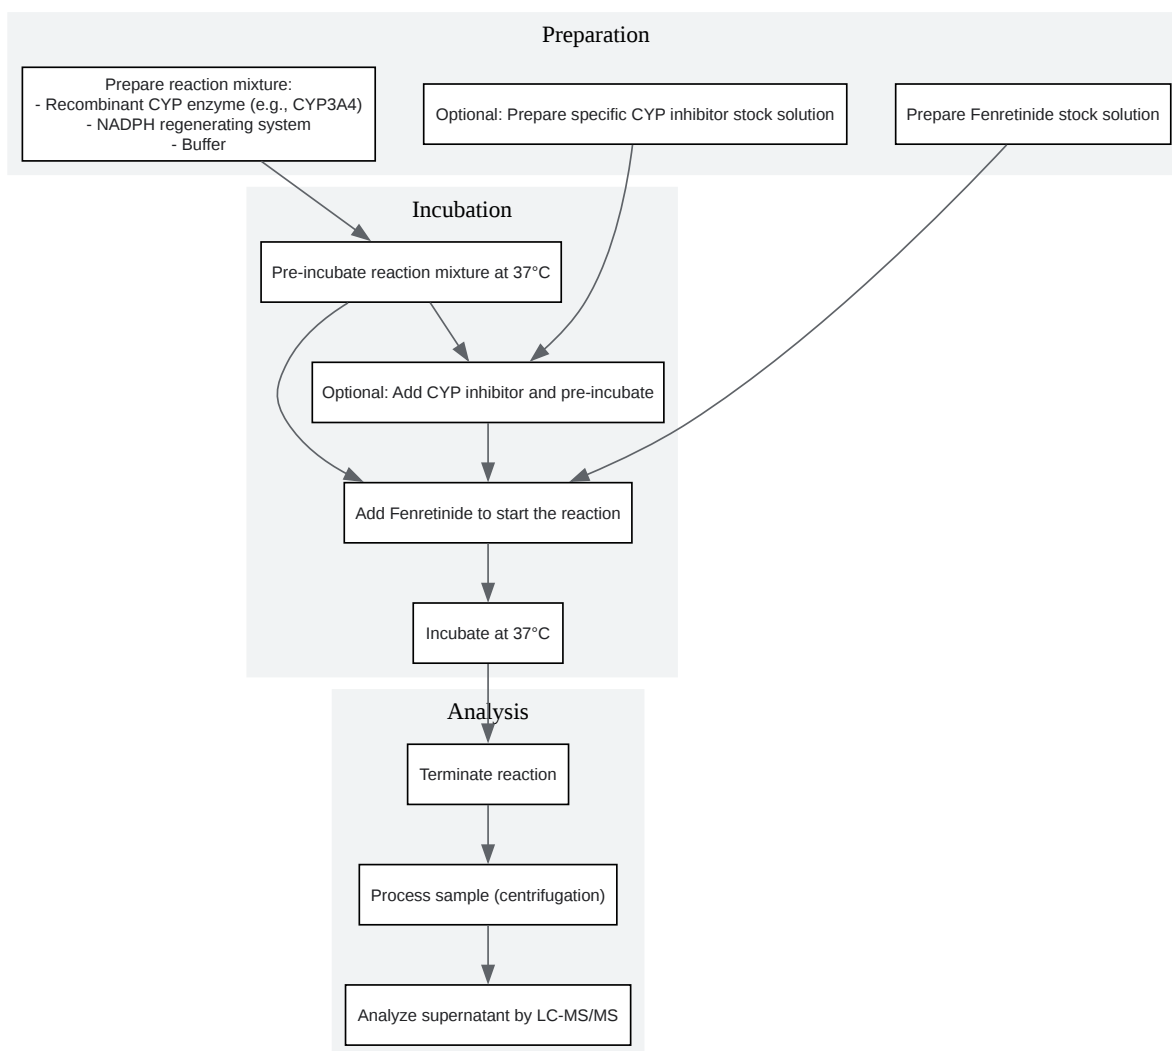 Preparation
Prepare reaction mixture:
- Recombinant CYP enzyme (e.g., CYP3A4)
- NADPH regenerating system
- Buffer
Optional: Prepare specific CYP inhibitor stock solution
Prepare Fenretinide stock solution
Incubation
Pre-incubate reaction mixture at 37°C
Optional: Add CYP inhibitor and pre-incubate
Add Fenretinide to start the reaction
Incubate at 37°C
Analysis
Terminate reaction
Process sample (centrifugation)
Analyze supernatant by LC-MS/MS